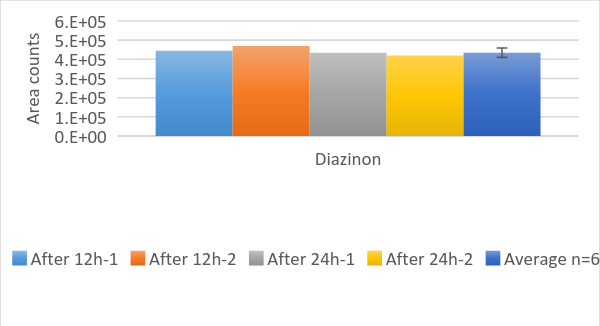 6.E+05
5.E+05
4.E+05
3.E+05
2.E+05
1.E+05
0.E+00
Area counts
Diazinon
After 12h-1 After 12h-2 After 24h-1 After 24h-2 Average n=6